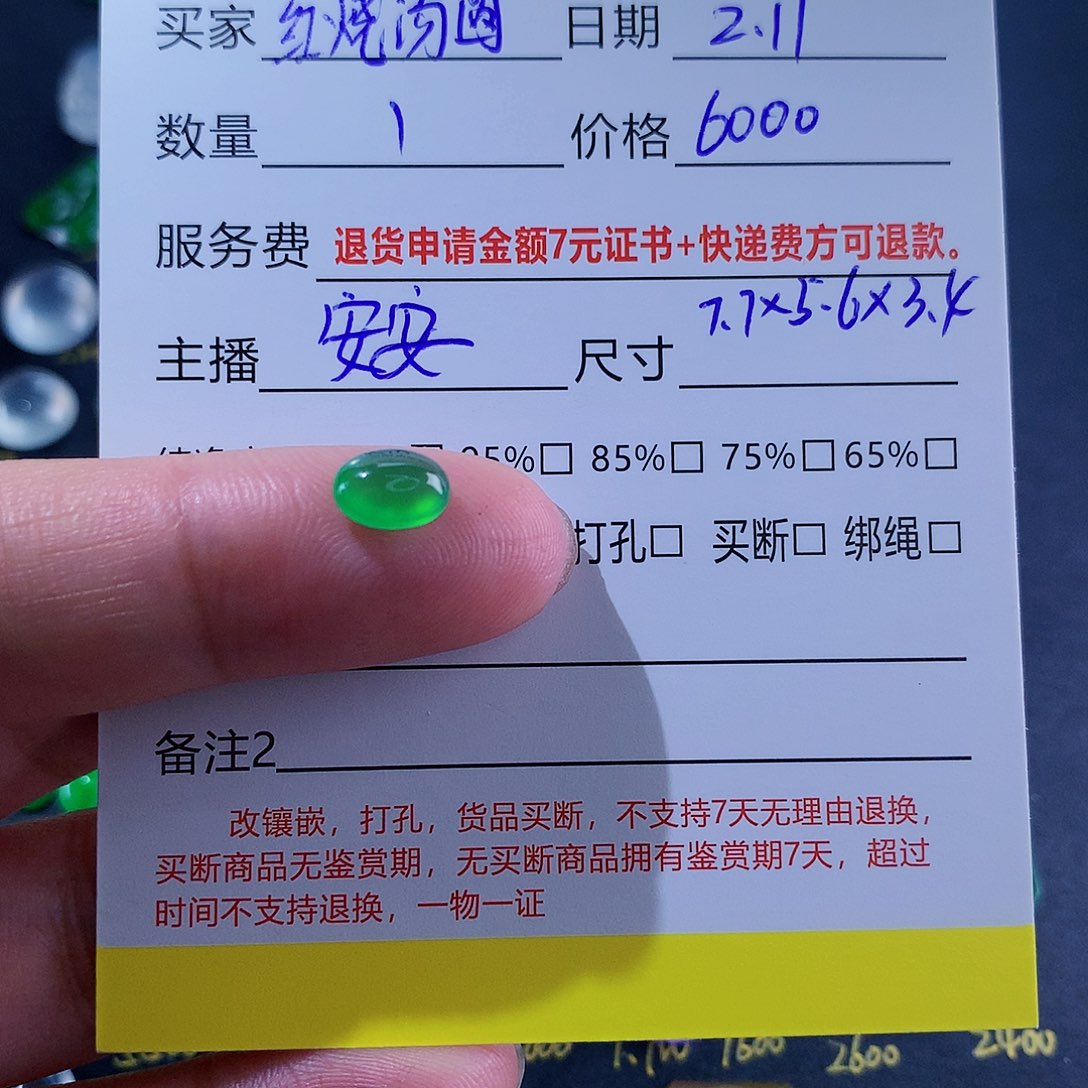 买家 红烧汤圆 日期 2.11
数量 1 价格 6000
服务费 退货申请金额7元证书+快递费方可退款。
主播 安安 尺寸 7.7×5.6×3.4
95%□ 85%□ 75%□ 65%□
打孔□ 买断□ 绑绳□
备注2
改镶嵌，打孔，货品买断，不支持7天无理由退换，
买断商品无鉴赏期，无买断商品拥有鉴赏期7天，超过
时间不支持退换，一物一证
2600 2400